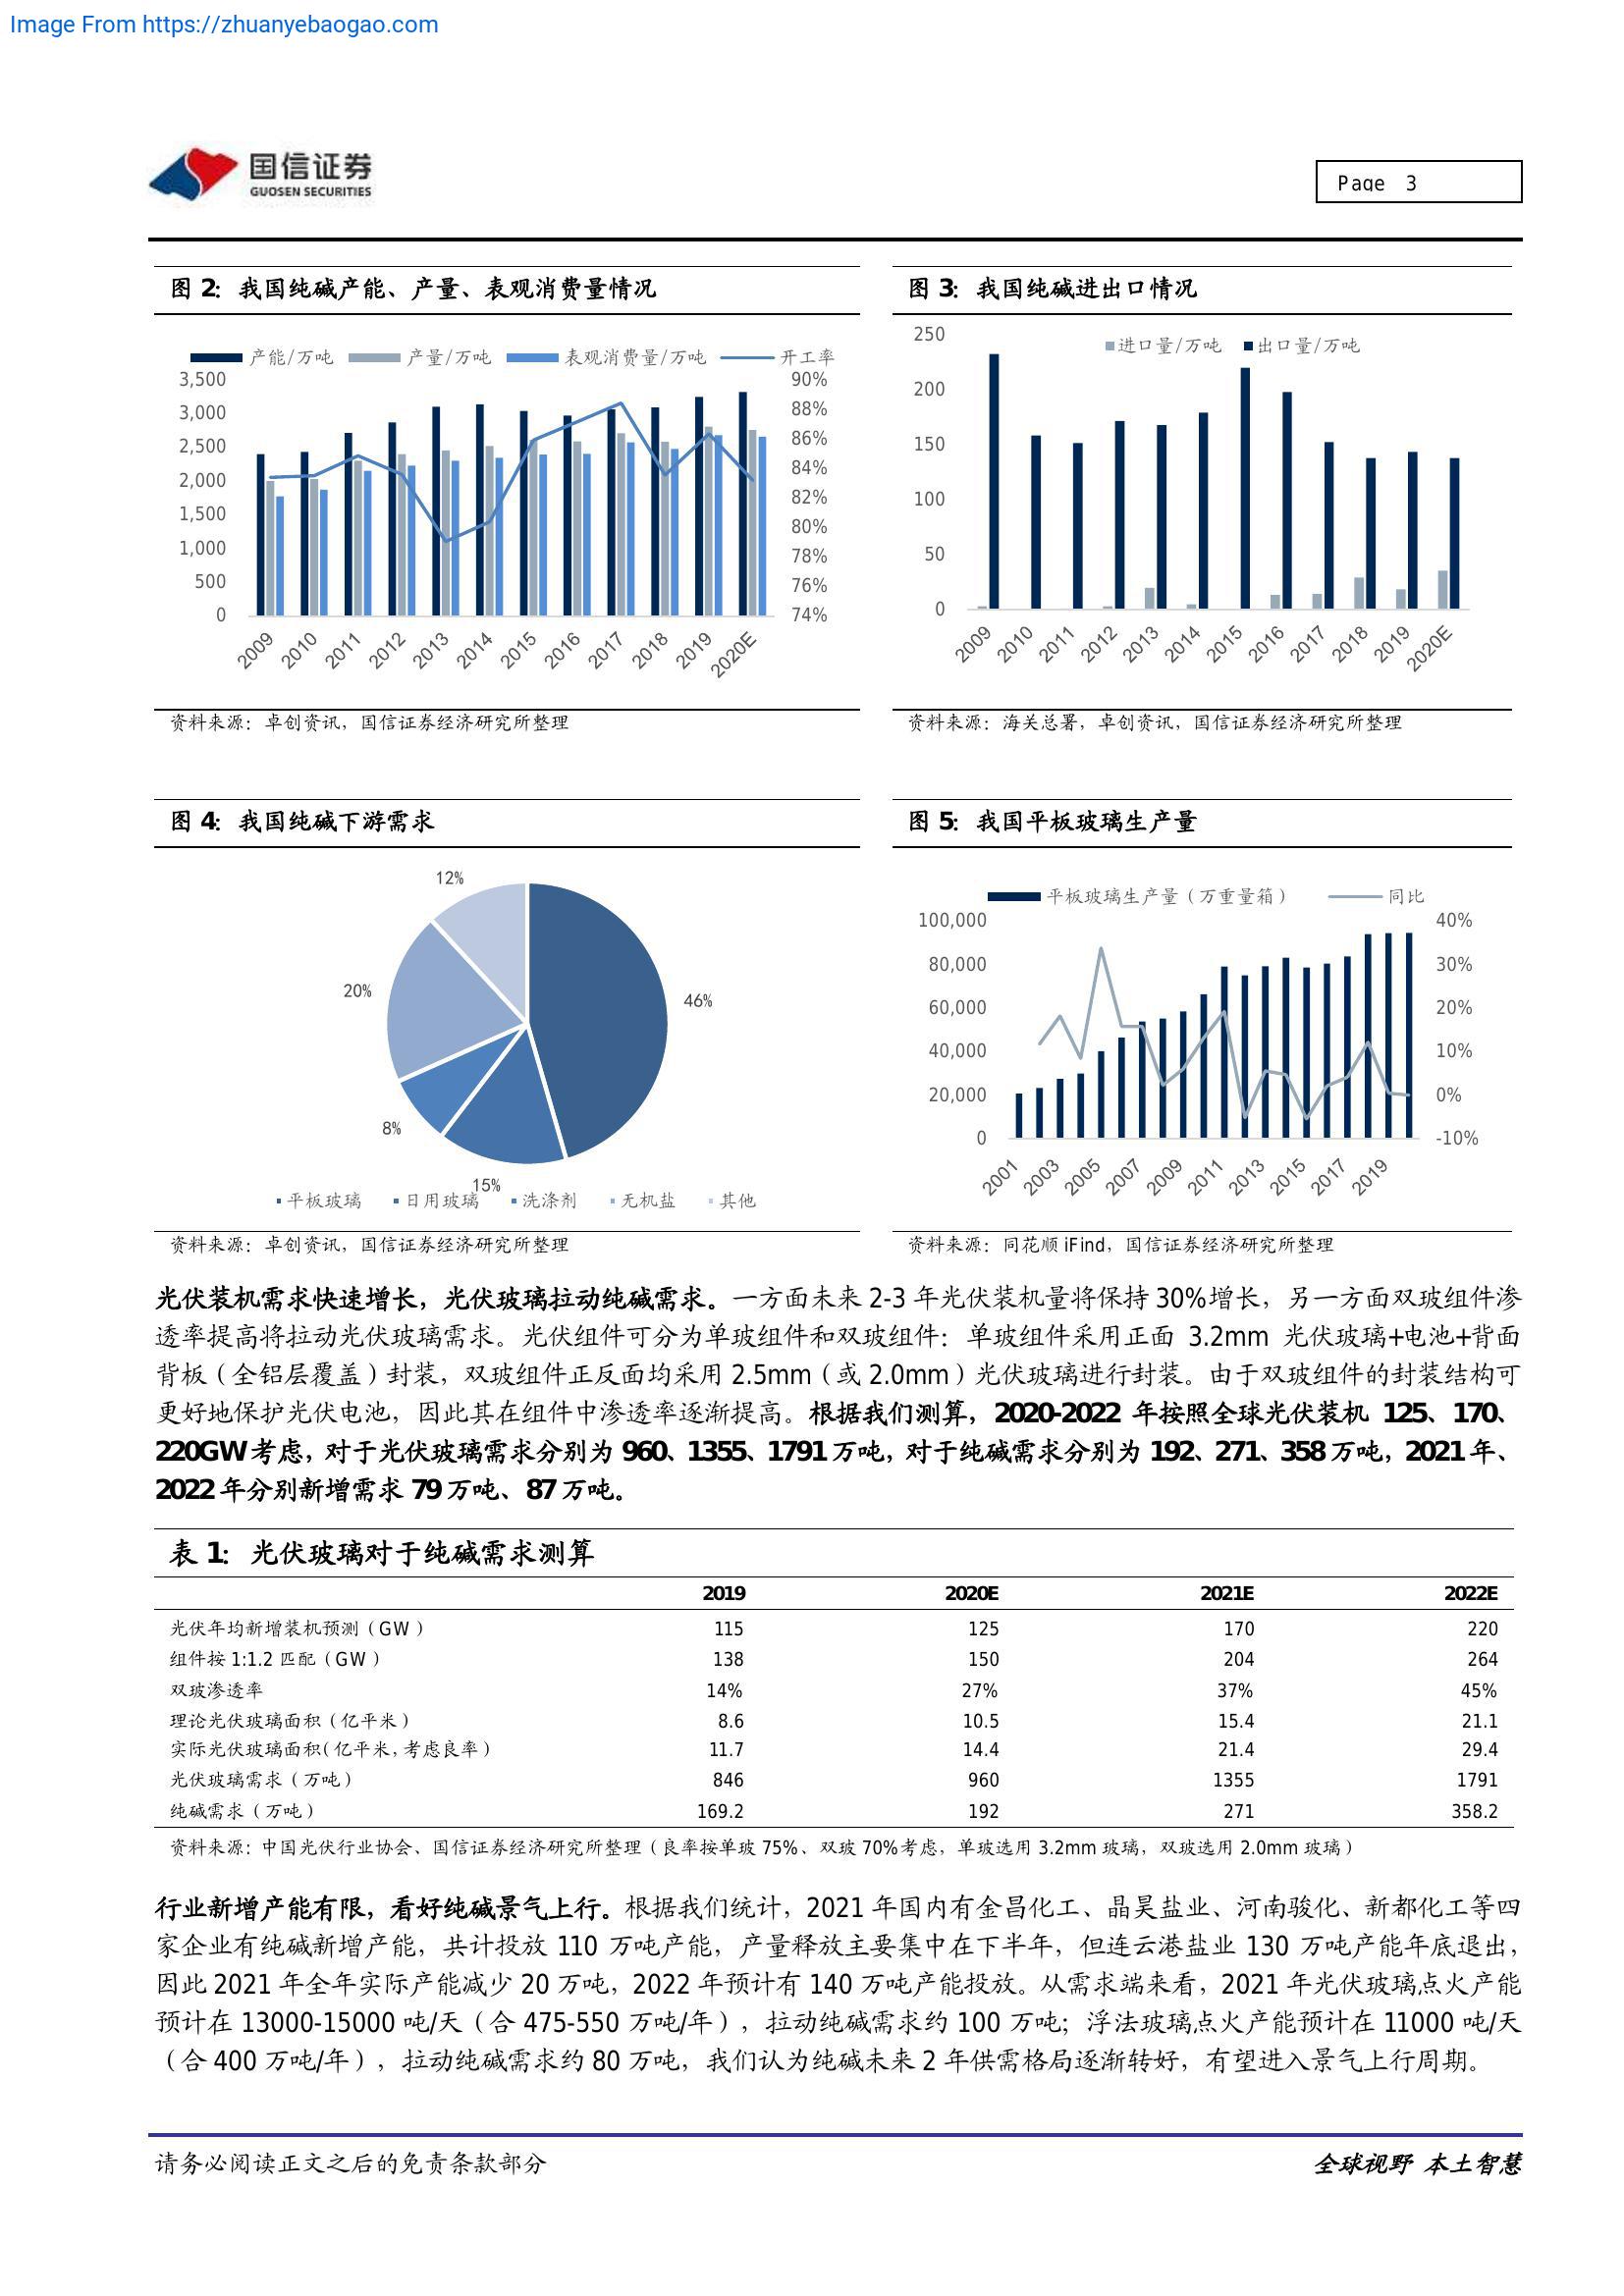 Image From https://zhuanyebaogao.com
国信证券
GUOSEN SECURITIES
Page 3
图 2：我国纯碱产能、产量、表观消费量情况
产能/万吨 产量/万吨 表观消费量/万吨 开工率
3,500
3,000
2,500
2,000
1,500
1,000
500
0
90%
88%
86%
84%
82%
80%
78%
76%
74%
2009 2010 2011 2012 2013 2014 2015 2016 2017 2018 2019 2020E
资料来源：卓创资讯，国信证券经济研究所整理
图 3：我国纯碱进出口情况
进口量/万吨 出口量/万吨
250
200
150
100
50
0
2009 2010 2011 2012 2013 2014 2015 2016 2017 2018 2019 2020E
资料来源：海关总署，卓创资讯，国信证券经济研究所整理
图 4：我国纯碱下游需求
12%
20%
46%
8%
15%
平板玻璃 日用玻璃 洗涤剂 无机盐 其他
资料来源：卓创资讯，国信证券经济研究所整理
图 5：我国平板玻璃生产量
平板玻璃生产量（万重量箱） 同比
100,000
80,000
60,000
40,000
20,000
0
40%
30%
20%
10%
0%
-10%
2001 2003 2005 2007 2009 2011 2013 2015 2017 2019
资料来源：同花顺 iFind，国信证券经济研究所整理
光伏装机需求快速增长，光伏玻璃拉动纯碱需求。一方面未来 2-3 年光伏装机量将保持 30%增长，另一方面双玻组件渗
透率提高将拉动光伏玻璃需求。光伏组件可分为单玻组件和双玻组件：单玻组件采用正面 3.2mm 光伏玻璃+电池+背面
背板（全铝层覆盖）封装，双玻组件正反面均采用 2.5mm（或 2.0mm）光伏玻璃进行封装。由于双玻组件的封装结构可
更好地保护光伏电池，因此其在组件中渗透率逐渐提高。根据我们测算，2020-2022 年按照全球光伏装机 125、170、
220GW 考虑，对于光伏玻璃需求分别为 960、1355、1791 万吨，对于纯碱需求分别为 192、271、358 万吨，2021 年、
2022 年分别新增需求 79 万吨、87 万吨。
表 1：光伏玻璃对于纯碱需求测算
2019 2020E 2021E 2022E
光伏年均新增装机预测（GW） 115 125 170 220
组件按 1:1.2 匹配（GW） 138 150 204 264
双玻渗透率 14% 27% 37% 45%
理论光伏玻璃面积（亿平米） 8.6 10.5 15.4 21.1
实际光伏玻璃面积(亿平米,考虑良率） 11.7 14.4 21.4 29.4
光伏玻璃需求（万吨） 846 960 1355 1791
纯碱需求（万吨） 169.2 192 271 358.2
资料来源：中国光伏行业协会、国信证券经济研究所整理（良率按单玻 75%、双玻 70%考虑，单玻选用 3.2mm 玻璃，双玻选用 2.0mm 玻璃）
行业新增产能有限，看好纯碱景气上行。根据我们统计，2021 年国内有金昌化工、晶昊盐业、河南骏化、新都化工等四
家企业有纯碱新增产能，共计投放 110 万吨产能，产量释放主要集中在下半年，但连云港盐业 130 万吨产能年底退出，
因此 2021 年全年实际产能减少 20 万吨，2022 年预计有 140 万吨产能投放。从需求端来看，2021 年光伏玻璃点火产能
预计在 13000-15000 吨/天（合 475-550 万吨/年），拉动纯碱需求约 100 万吨；浮法玻璃点火产能预计在 11000 吨/天
（合 400 万吨/年），拉动纯碱需求约 80 万吨，我们认为纯碱未来 2 年供需格局逐渐转好，有望进入景气上行周期。
请务必阅读正文之后的免责条款部分
全球视野 本土智慧